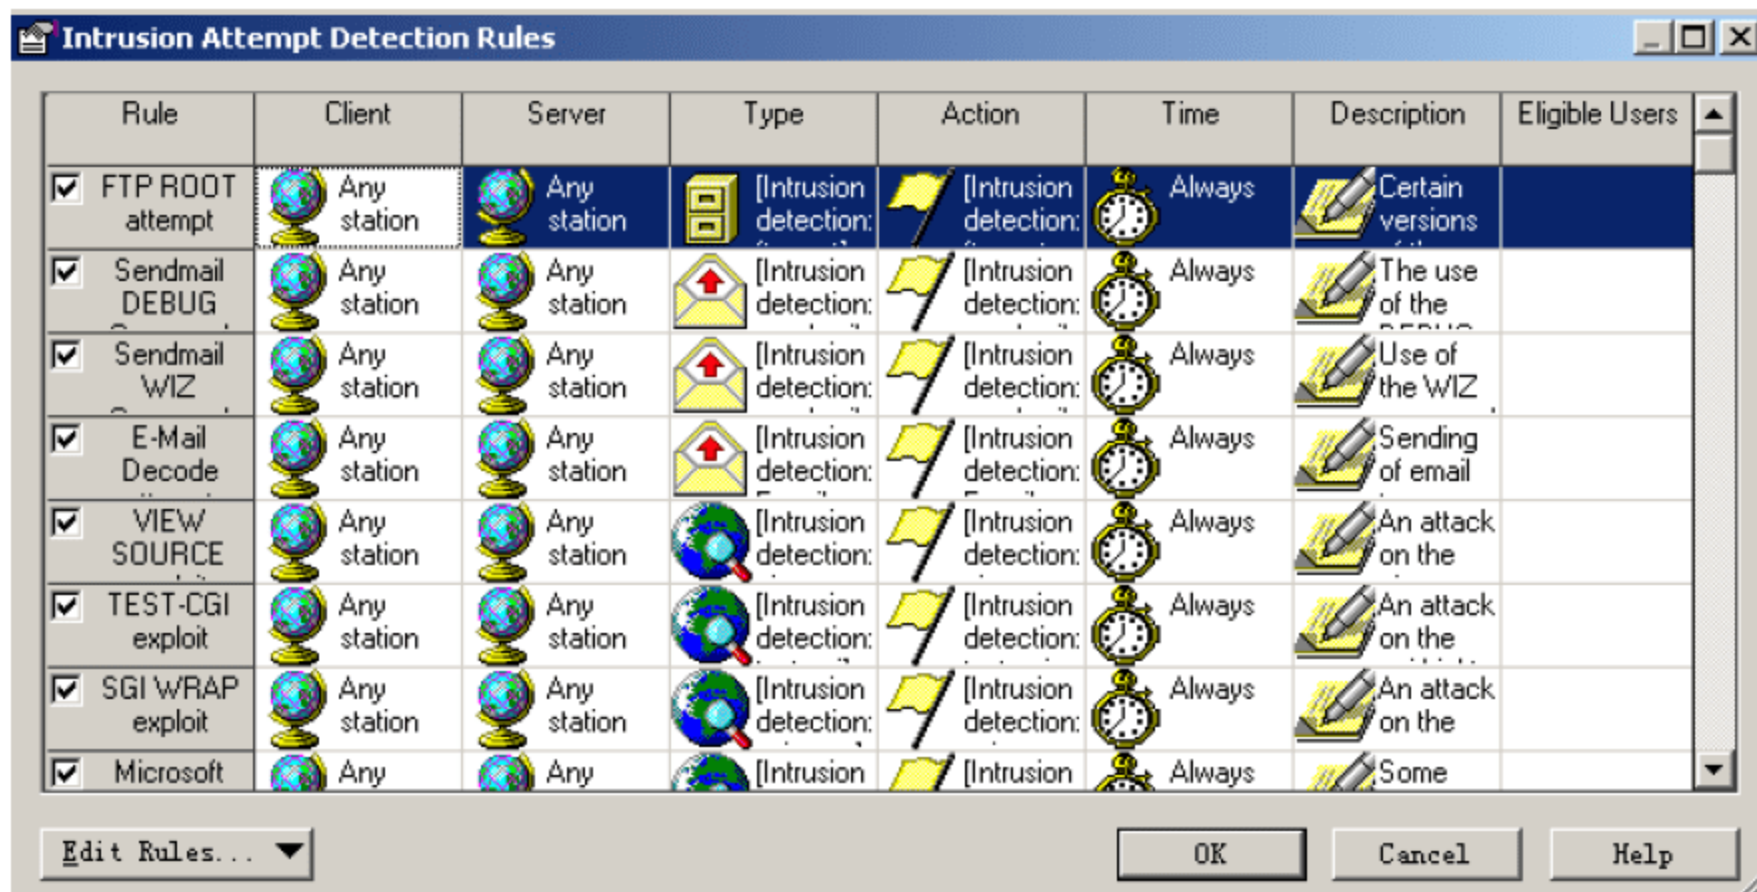 Intrusion Attempt Detection Rules
Rule Client Server Type Action Time Description Eligible Users
FTP ROOT Any Any [Intrusion [Intrusion Always Certain
attempt station station detection: detection: versions
Sendmail Any Any [Intrusion [Intrusion Always The use
DEBUG station station detection: detection: of the
Sendmail Any Any [Intrusion [Intrusion Always Use of
WIZ station station detection: detection: the WIZ
E-Mail Any Any [Intrusion [Intrusion Always Sending
Decode station station detection: detection: of email
VIEW Any Any [Intrusion [Intrusion Always An attack
SOURCE station station detection: detection: on the
TEST-CGI Any Any [Intrusion [Intrusion Always An attack
exploit station station detection: detection: on the
SGI WRAP Any Any [Intrusion [Intrusion Always An attack
exploit station station detection: detection: on the
Microsoft Any Any [Intrusion [Intrusion Always Some
Edit Rules... OK Cancel Help